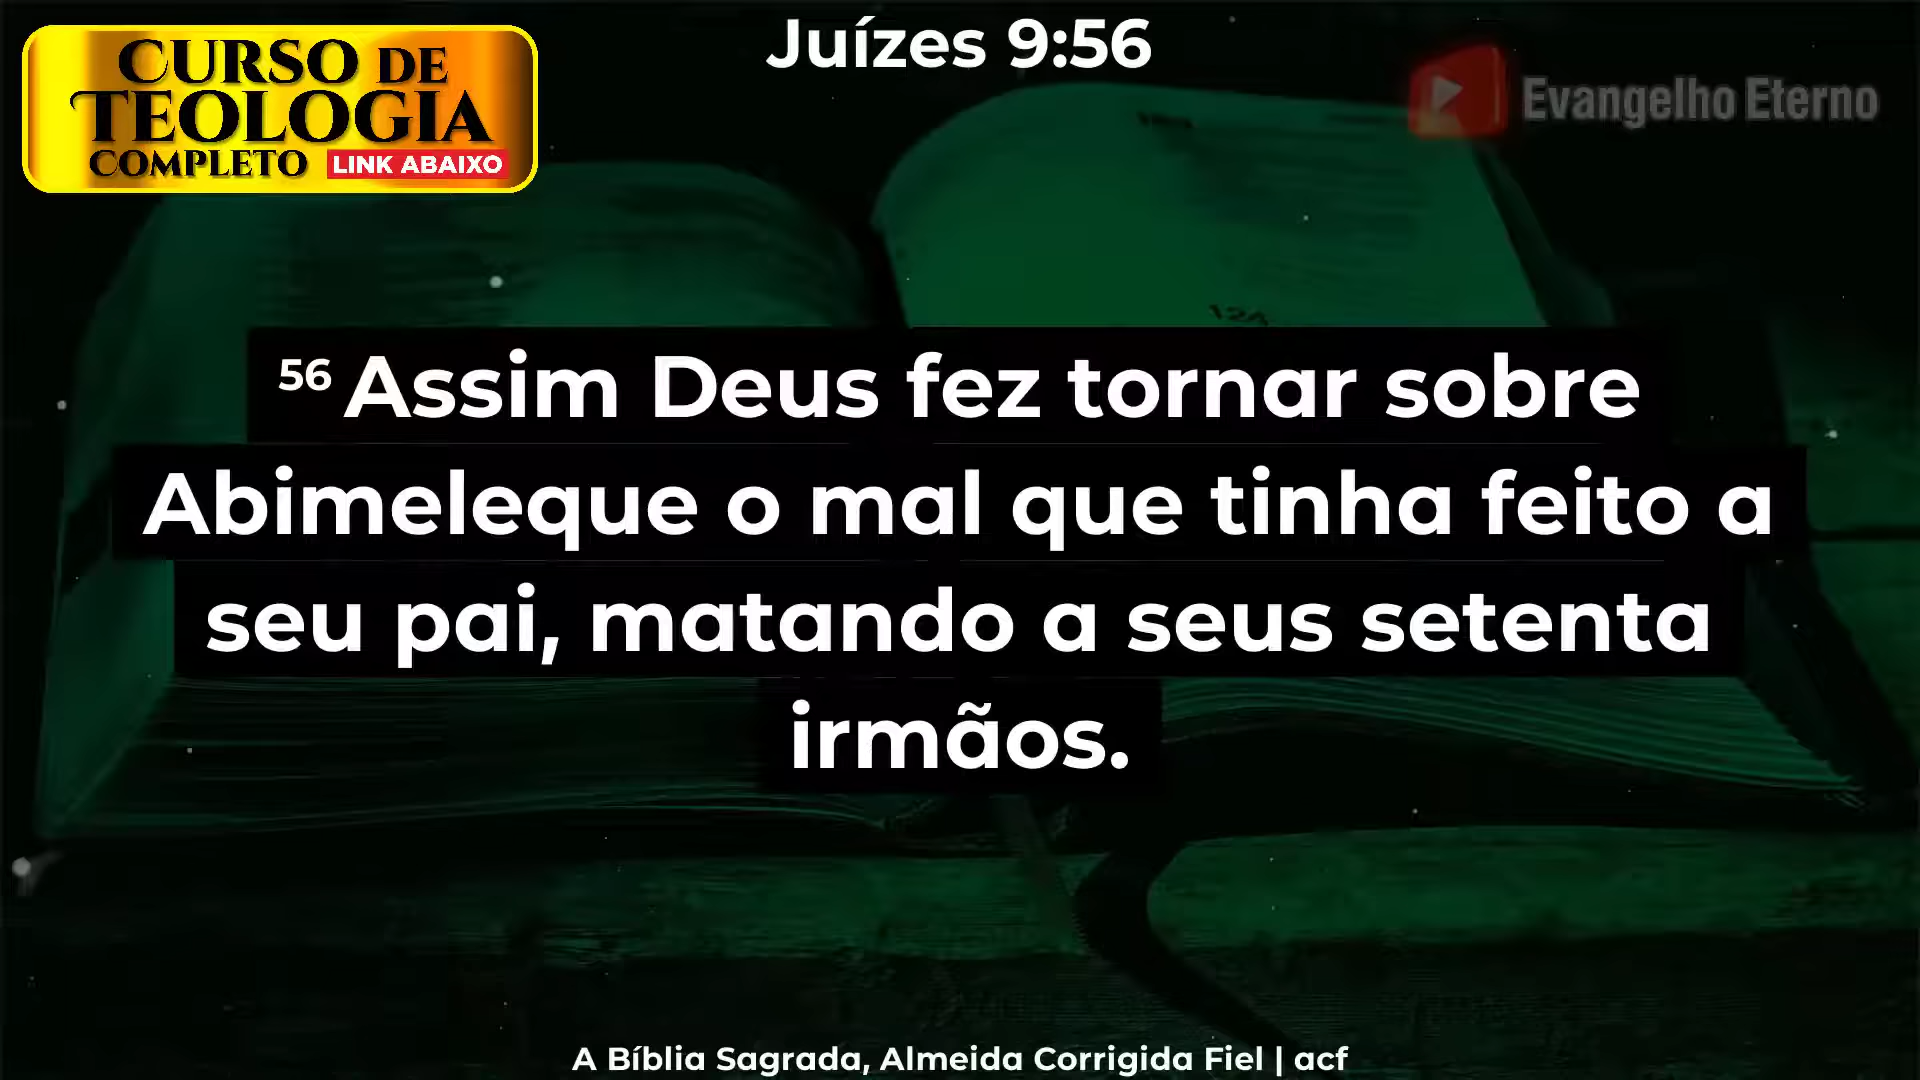 Juízes 9:56
CURSO DE
TEOLOGIA
COMPLETO LINK ABAIXO
Evangelho Eterno
124
56 Assim Deus fez tornar sobre
Abimeleque o mal que tinha feito a
seu pai, matando a seus setenta
irmãos.
A Bíblia Sagrada, Almeida Corrigida Fiel | acf